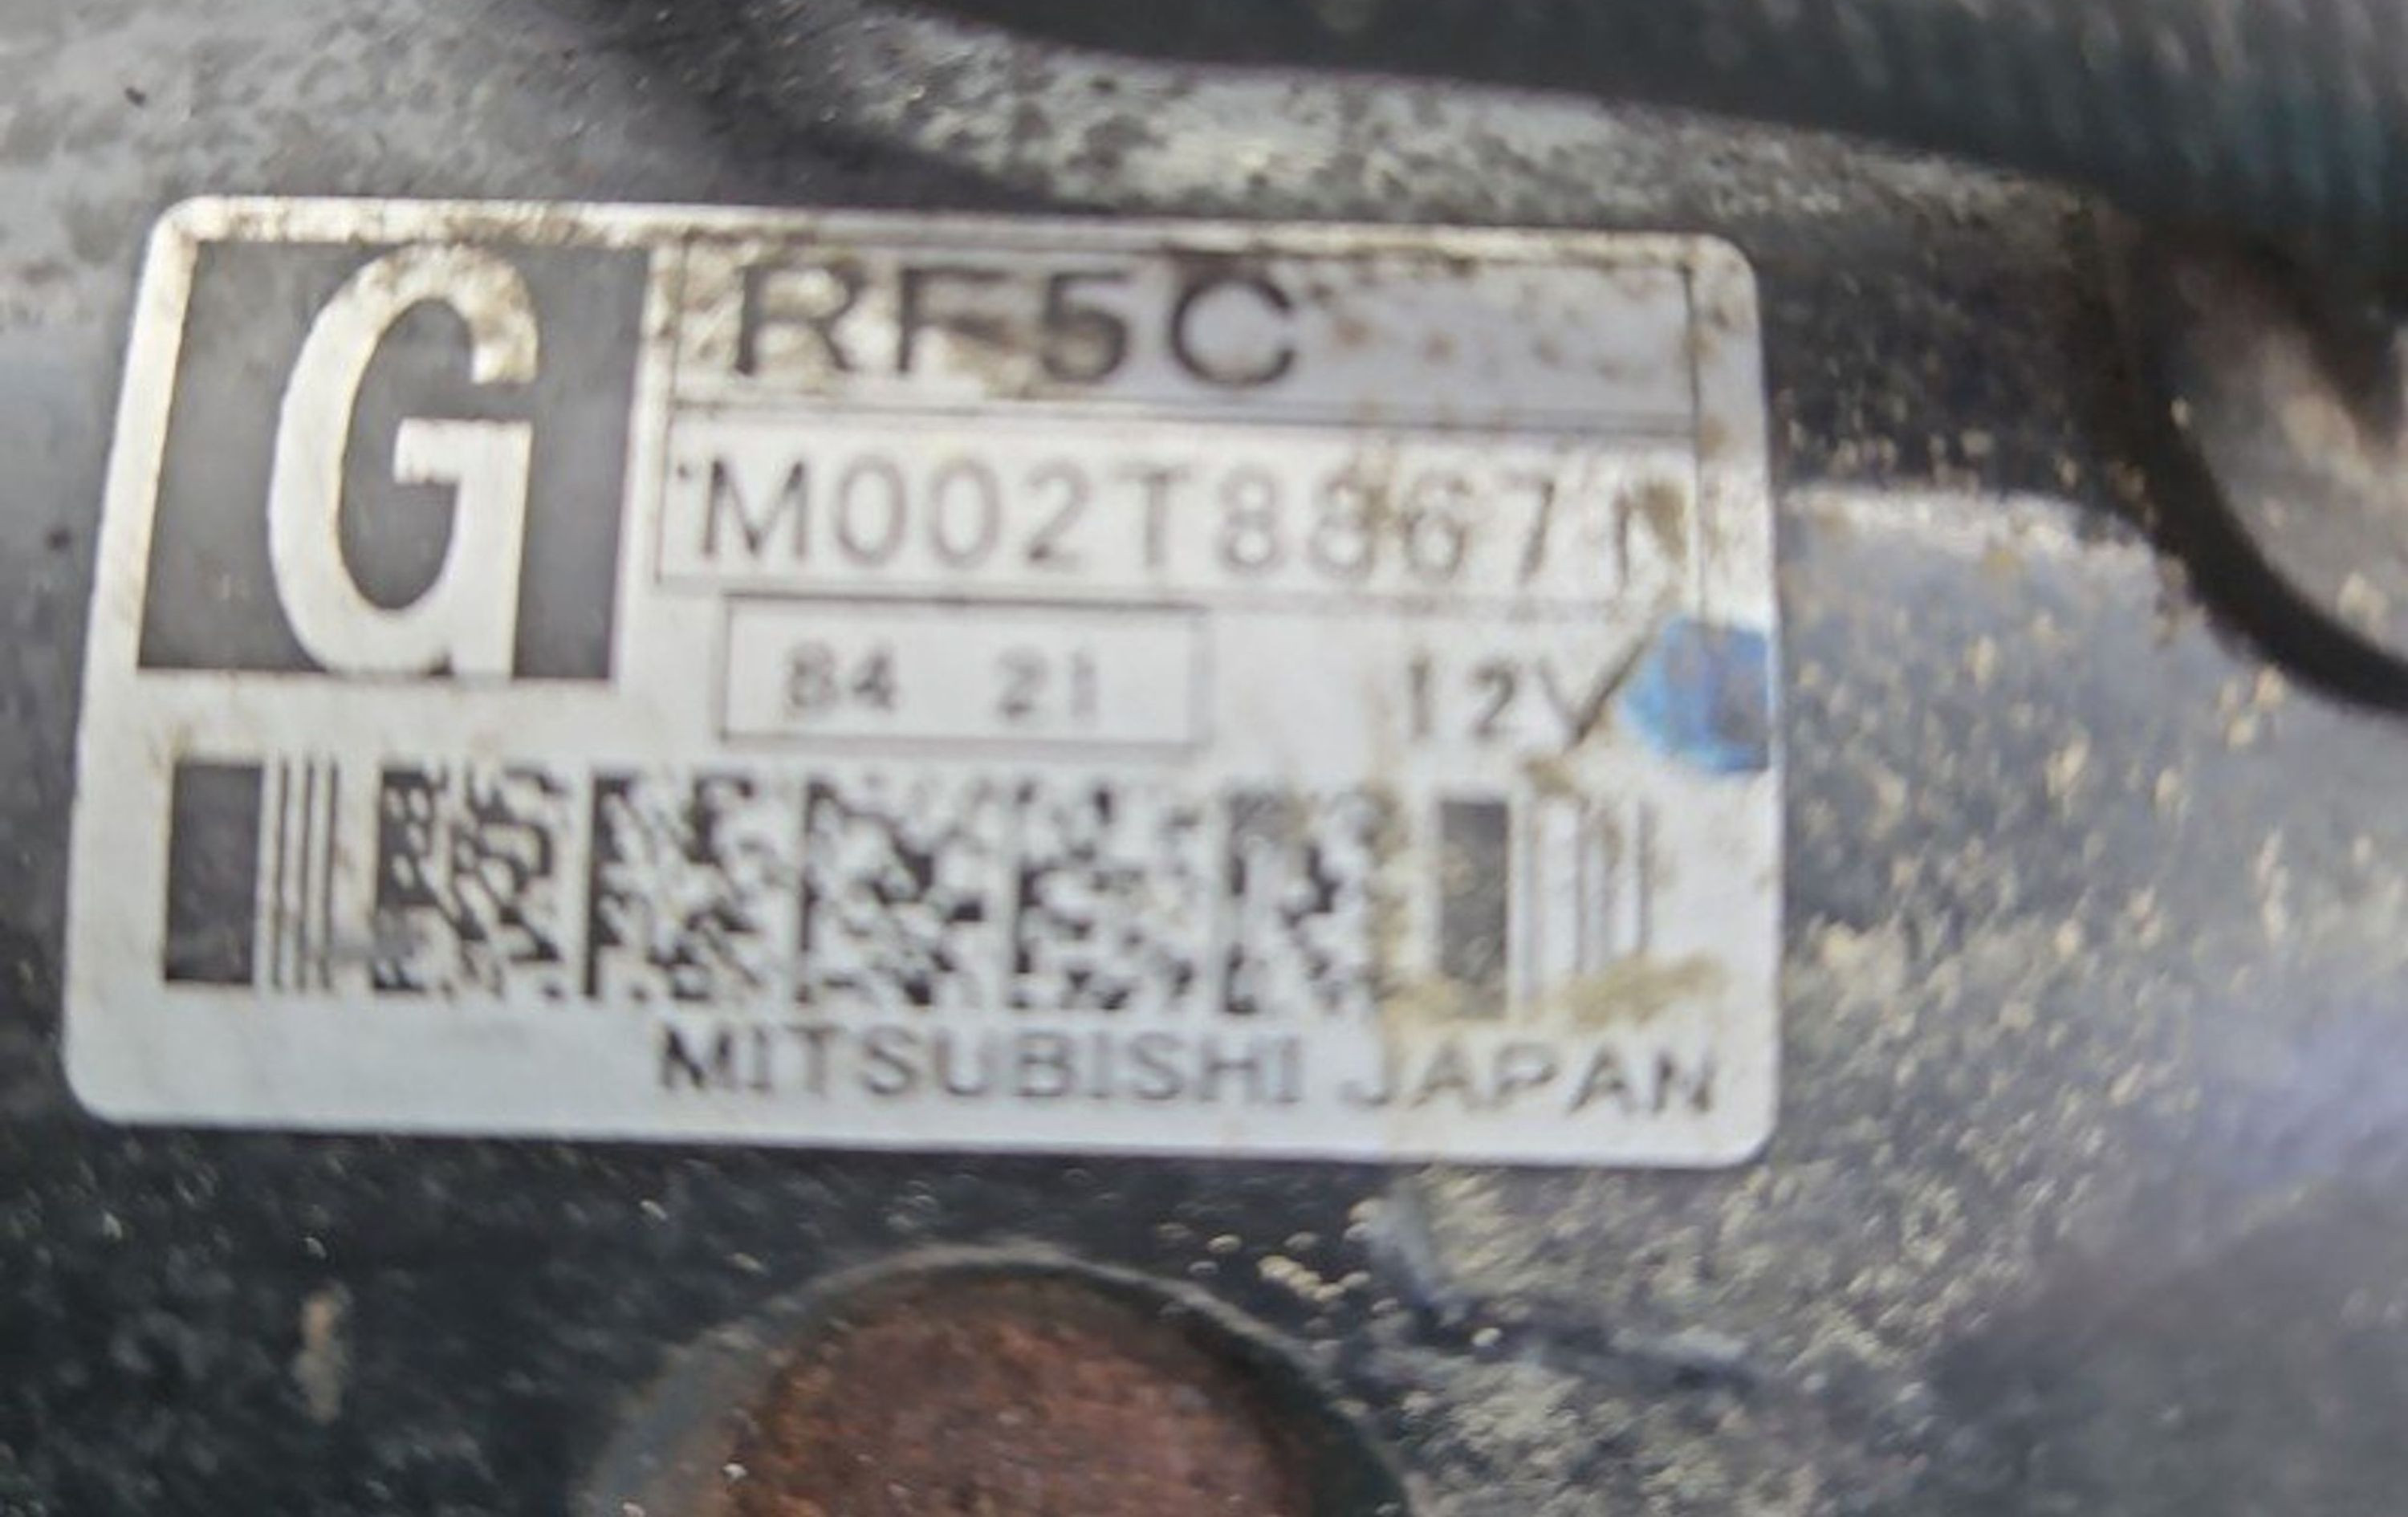 G
RF5C
M002T88671
84 21
12V
MITSUBISHI JAPAN